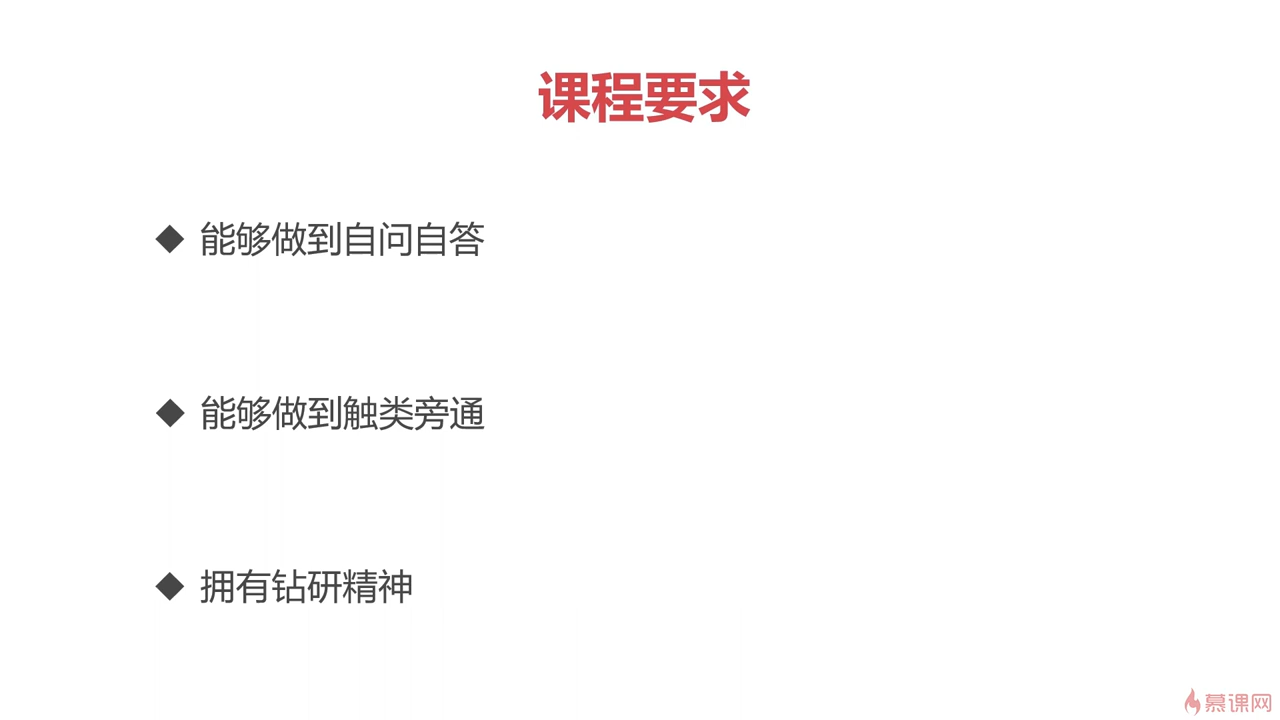 课程要求
◆ 能够做到自问自答
◆ 能够做到触类旁通
◆ 拥有钻研精神
慕课网